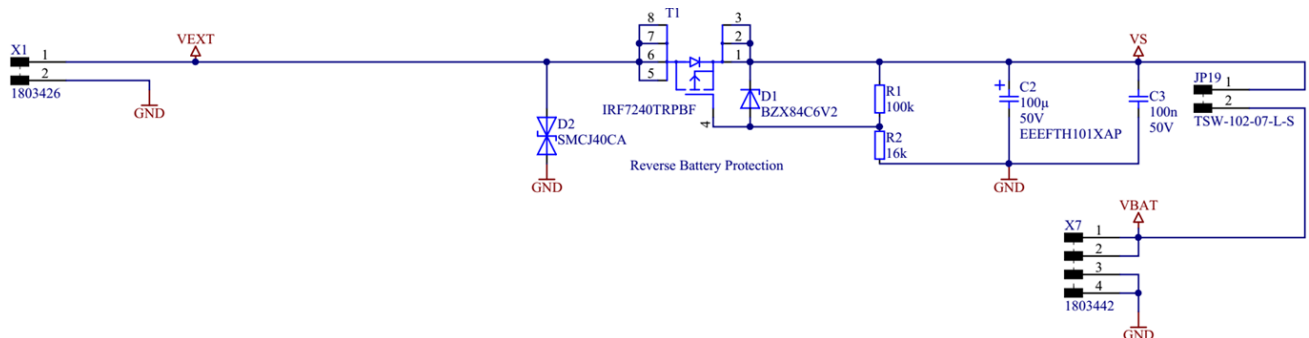 X1
1
2
1803426
VEXT
GND
D2
SMCJ40CA
GND
T1
8
7
6
5
3
2
1
4
IRF7240TRPBF
D1
BZX84C6V2
Reverse Battery Protection
R1
100k
R2
16k
C2
100µ
50V
EEEFTH101XAP
GND
VS
C3
100n
50V
JP19
1
2
TSW-102-07-L-S
VBAT
X7
1
2
3
4
1803442
GND